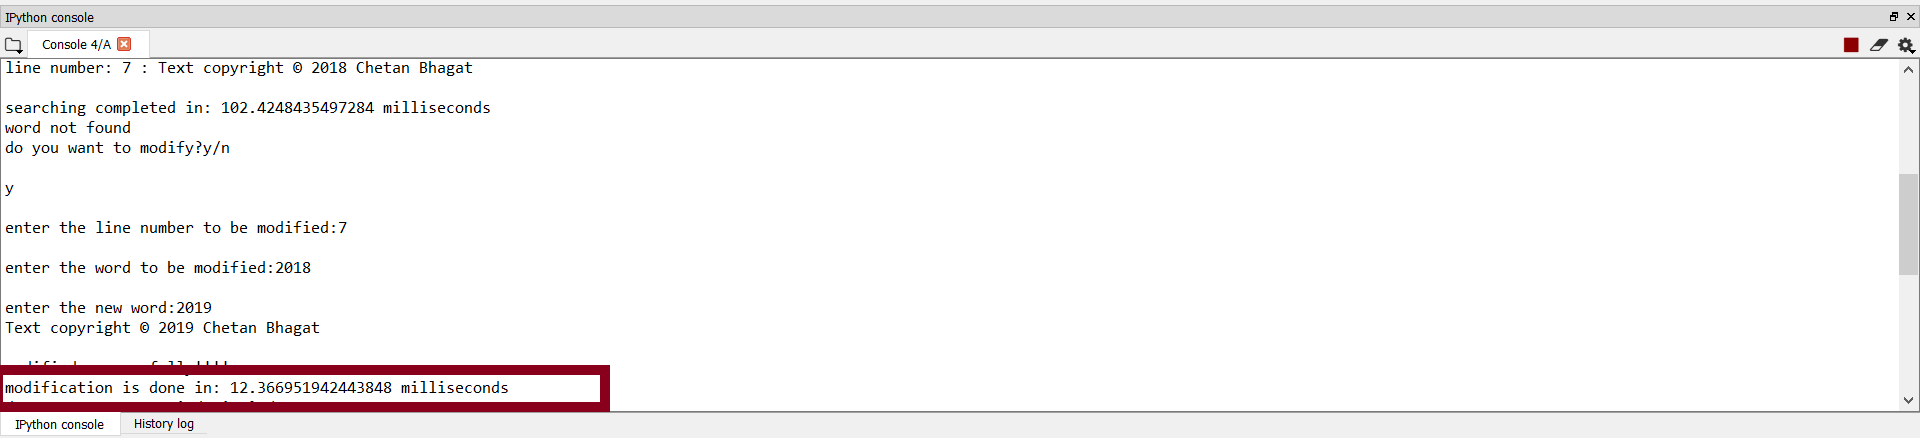 IPython console
Console 4/A
line number: 7 : Text copyright © 2018 Chetan Bhagat
searching completed in: 102.4248435497284 milliseconds
word not found
do you want to modify?y/n
y
enter the line number to be modified:7
enter the word to be modified:2018
enter the new word:2019
Text copyright © 2019 Chetan Bhagat
modification is done in: 12.366951942443848 milliseconds
IPython console
History log